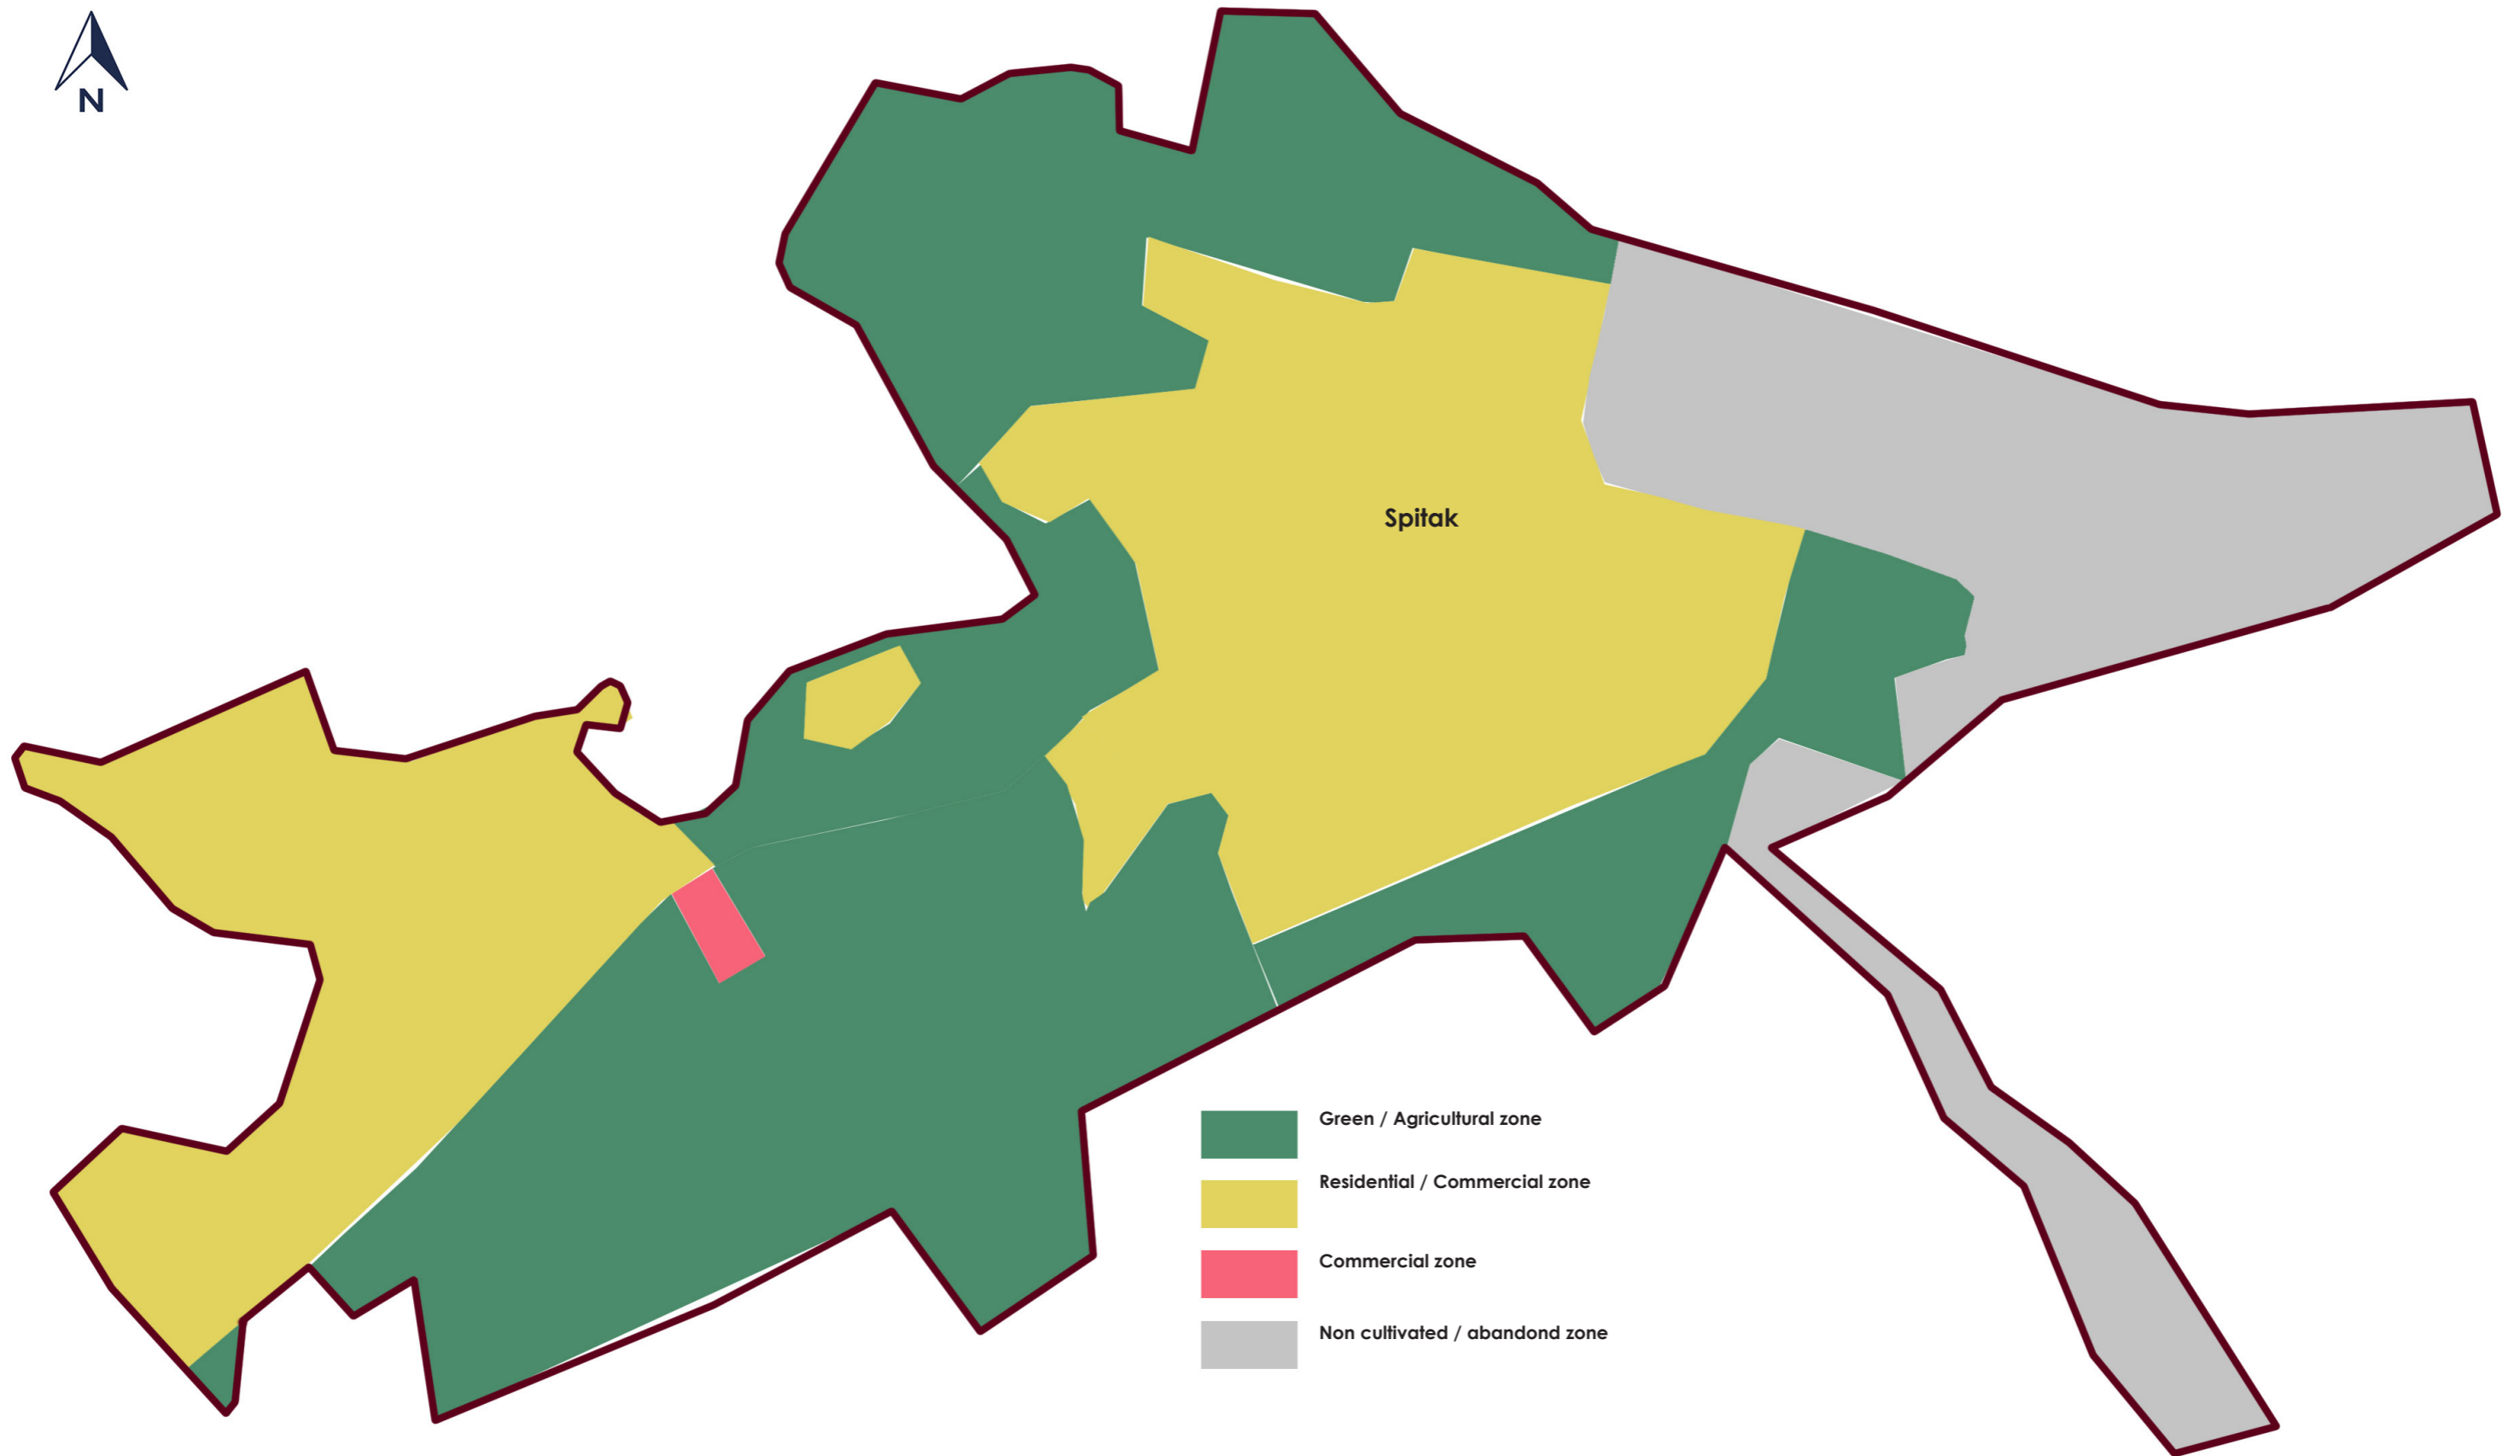 N
Spitak
Green / Agricultural zone
Residential / Commercial zone
Commercial zone
Non cultivated / abandond zone